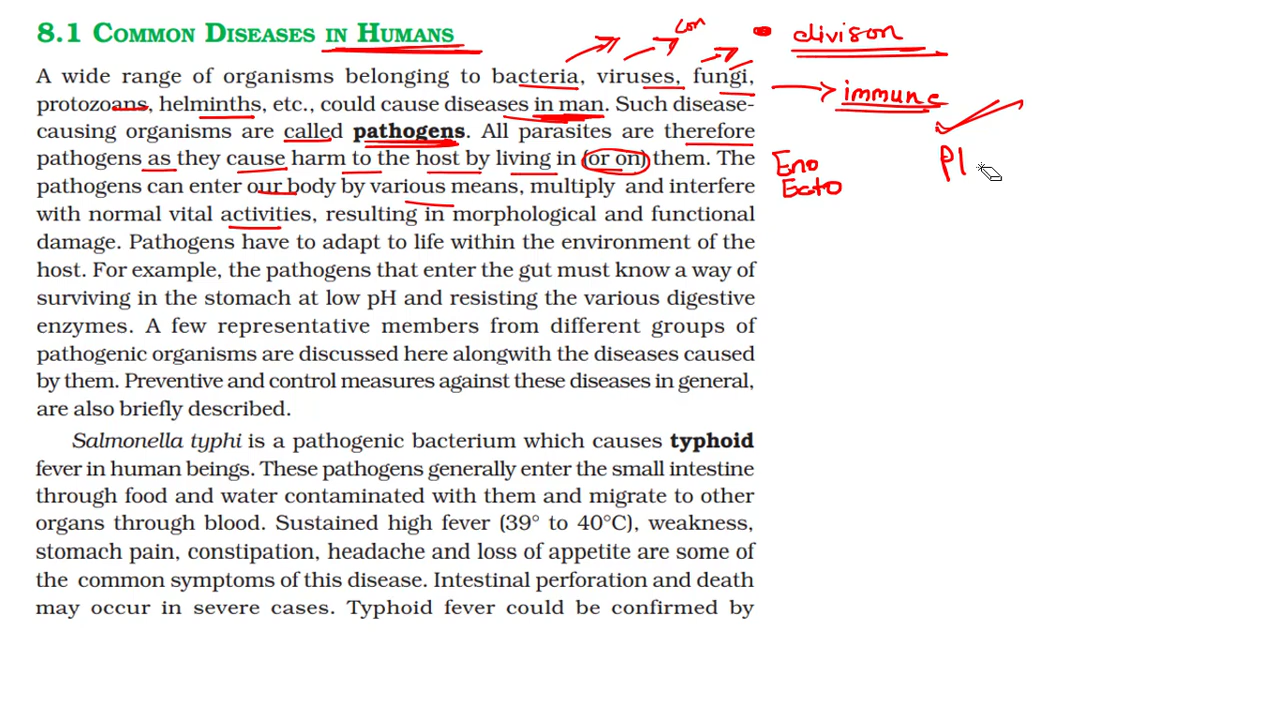 8.1 COMMON DISEASES IN HUMANS
con
divison
A wide range of organisms belonging to bacteria, viruses, fungi,
immune
protozoans, helminths, etc., could cause diseases in man. Such disease-
causing organisms are called pathogens. All parasites are therefore
pathogens as they cause harm to the host by living in (or on) them. The
Eno
Pl
pathogens can enter our body by various means, multiply and interfere
Ecto
with normal vital activities, resulting in morphological and functional
damage. Pathogens have to adapt to life within the environment of the
host. For example, the pathogens that enter the gut must know a way of
surviving in the stomach at low pH and resisting the various digestive
enzymes. A few representative members from different groups of
pathogenic organisms are discussed here alongwith the diseases caused
by them. Preventive and control measures against these diseases in general,
are also briefly described.
Salmonella typhi is a pathogenic bacterium which causes typhoid
fever in human beings. These pathogens generally enter the small intestine
through food and water contaminated with them and migrate to other
organs through blood. Sustained high fever (39° to 40°C), weakness,
stomach pain, constipation, headache and loss of appetite are some of
the common symptoms of this disease. Intestinal perforation and death
may occur in severe cases. Typhoid fever could be confirmed by